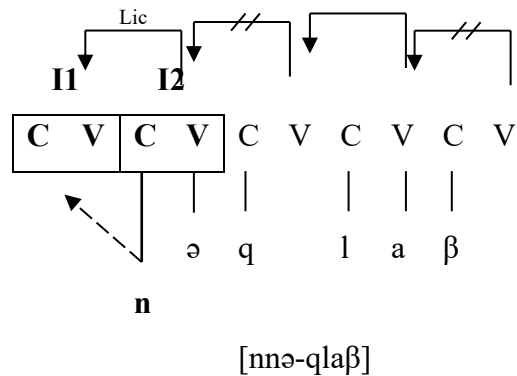 Lic
I1 I2
C V C V C V C V C V
ə q l a β
n
[nnə-qlaβ]